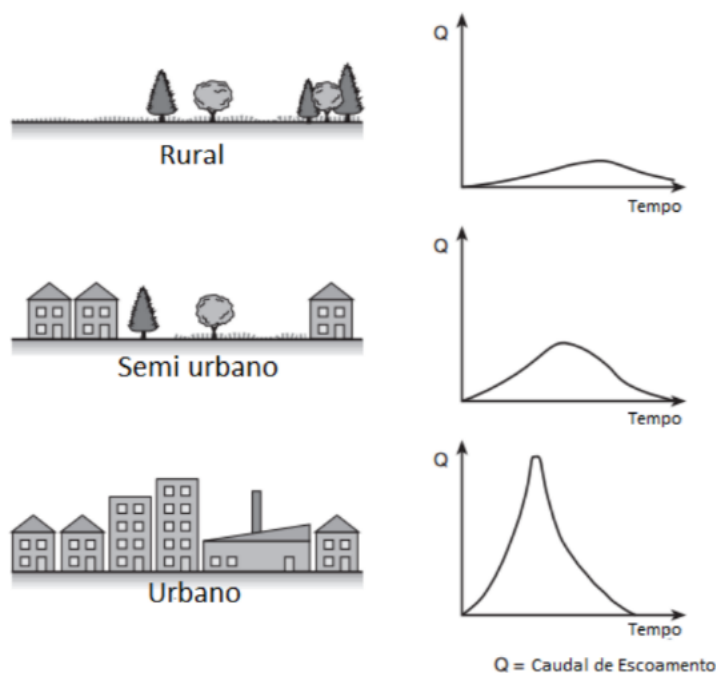 Q
Tempo
Rural
Q
Tempo
Semi urbano
Q
Tempo
Urbano
Q = Caudal de Escoamento